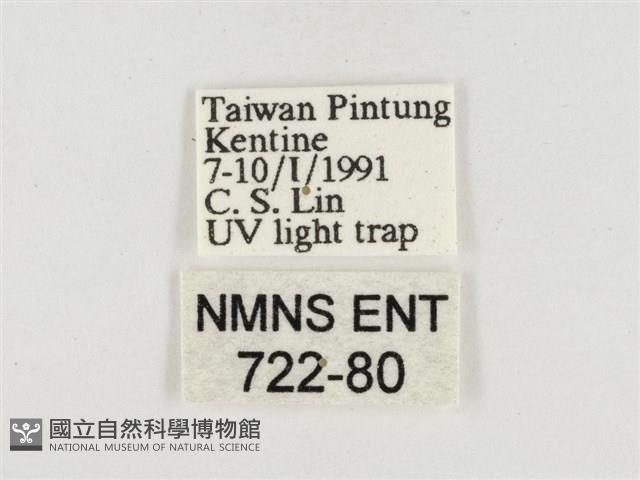 Taiwan Pintung
Kentine
7-10/I/1991
C. S. Lin
UV light trap
NMNS ENT
722-80
國立自然科學博物館
NATIONAL MUSEUM OF NATURAL SCIENCE